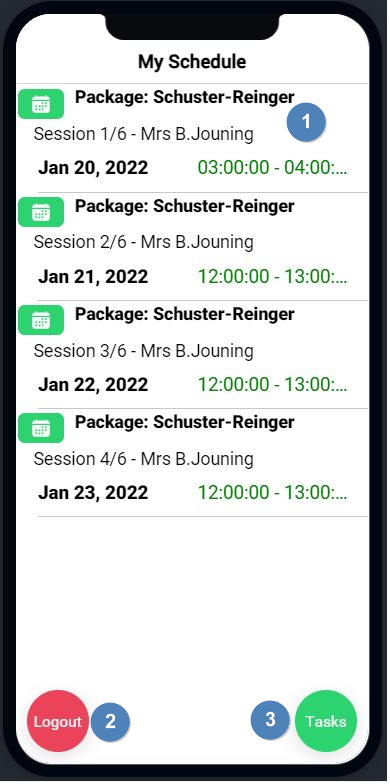 My Schedule
Package: Schuster-Reinger
1
Session 1/6 - Mrs B.Jouning
Jan 20, 2022 03:00:00 - 04:00:...
Package: Schuster-Reinger
Session 2/6 - Mrs B.Jouning
Jan 21, 2022 12:00:00 - 13:00:...
Package: Schuster-Reinger
Session 3/6 - Mrs B.Jouning
Jan 22, 2022 12:00:00 - 13:00:...
Package: Schuster-Reinger
Session 4/6 - Mrs B.Jouning
Jan 23, 2022 12:00:00 - 13:00:...
Logout 2 3 Tasks